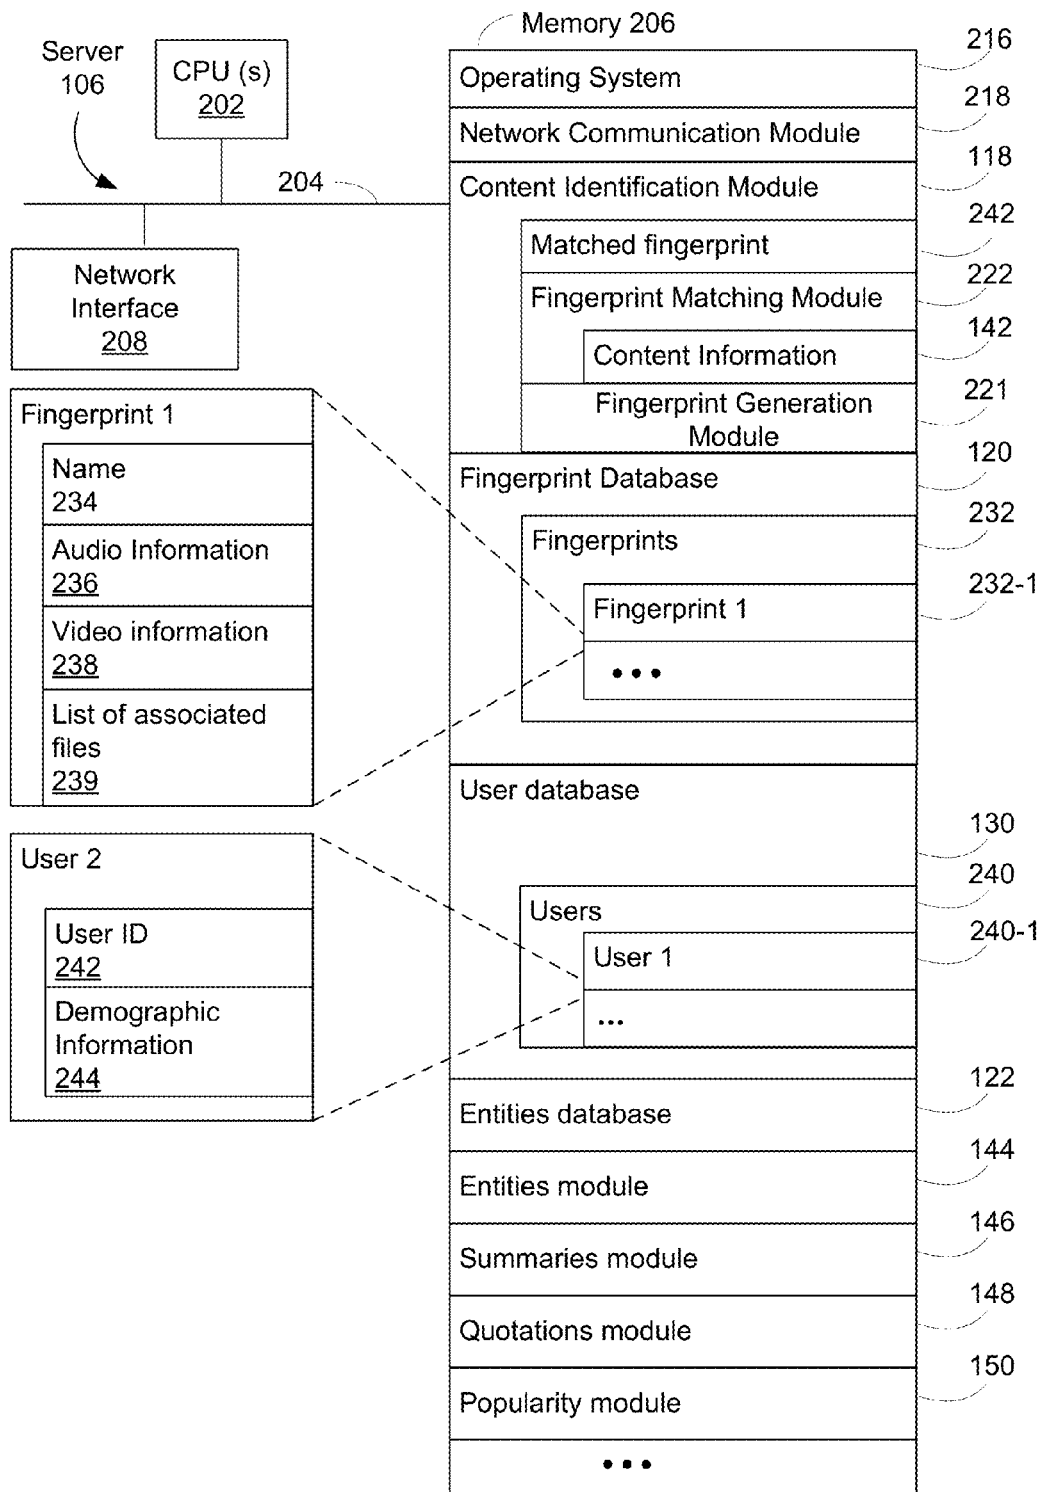 Memory 206
Server
106
CPU (s)
202
204
Network
Interface
208
Operating System
216
Network Communication Module
218
Content Identification Module
118
Matched fingerprint
242
Fingerprint Matching Module
222
Content Information
142
Fingerprint Generation
Module
221
Fingerprint Database
120
Fingerprints
232
Fingerprint 1
232-1
•••
Fingerprint 1
Name
234
Audio Information
236
Video information
238
List of associated
files
239
User database
130
Users
240
User 1
240-1
...
User 2
User ID
242
Demographic
Information
244
Entities database
122
Entities module
144
Summaries module
146
Quotations module
148
Popularity module
150
•••